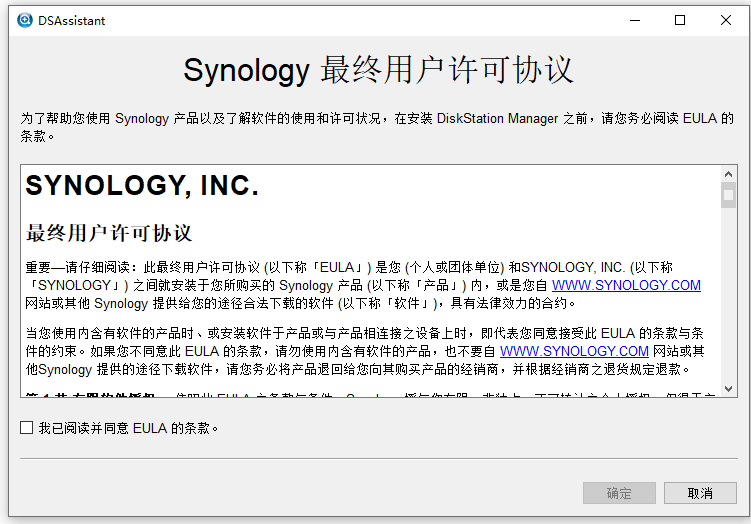 DSAssistant
Synology 最终用户许可协议
为了帮助您使用 Synology 产品以及了解软件的使用和许可状况，在安装 DiskStation Manager 之前，请您务必阅读 EULA 的
条款。
SYNOLOGY, INC.
最终用户许可协议
重要—请仔细阅读：此最终用户许可协议 (以下称「EULA」) 是您 (个人或团体单位) 和SYNOLOGY, INC. (以下称
「SYNOLOGY」) 之间就安装于您所购买的 Synology 产品 (以下称「产品」) 内，或是您自 WWW.SYNOLOGY.COM
网站或其他 Synology 提供给您的途径合法下载的软件 (以下称「软件」)，具有法律效力的合约。
当您使用内含有软件的产品时、或安装软件于产品或与产品相连接之设备上时，即代表您同意接受此 EULA 的条款与条
件的约束。如果您不同意此 EULA 的条款，请勿使用内含有软件的产品，也不要自 WWW.SYNOLOGY.COM 网站或其
他Synology 提供的途径下载软件，请您务必将产品退回给您向其购买产品的经销商，并根据经销商之退货规定退款。
我已阅读并同意 EULA 的条款。
确定
取消